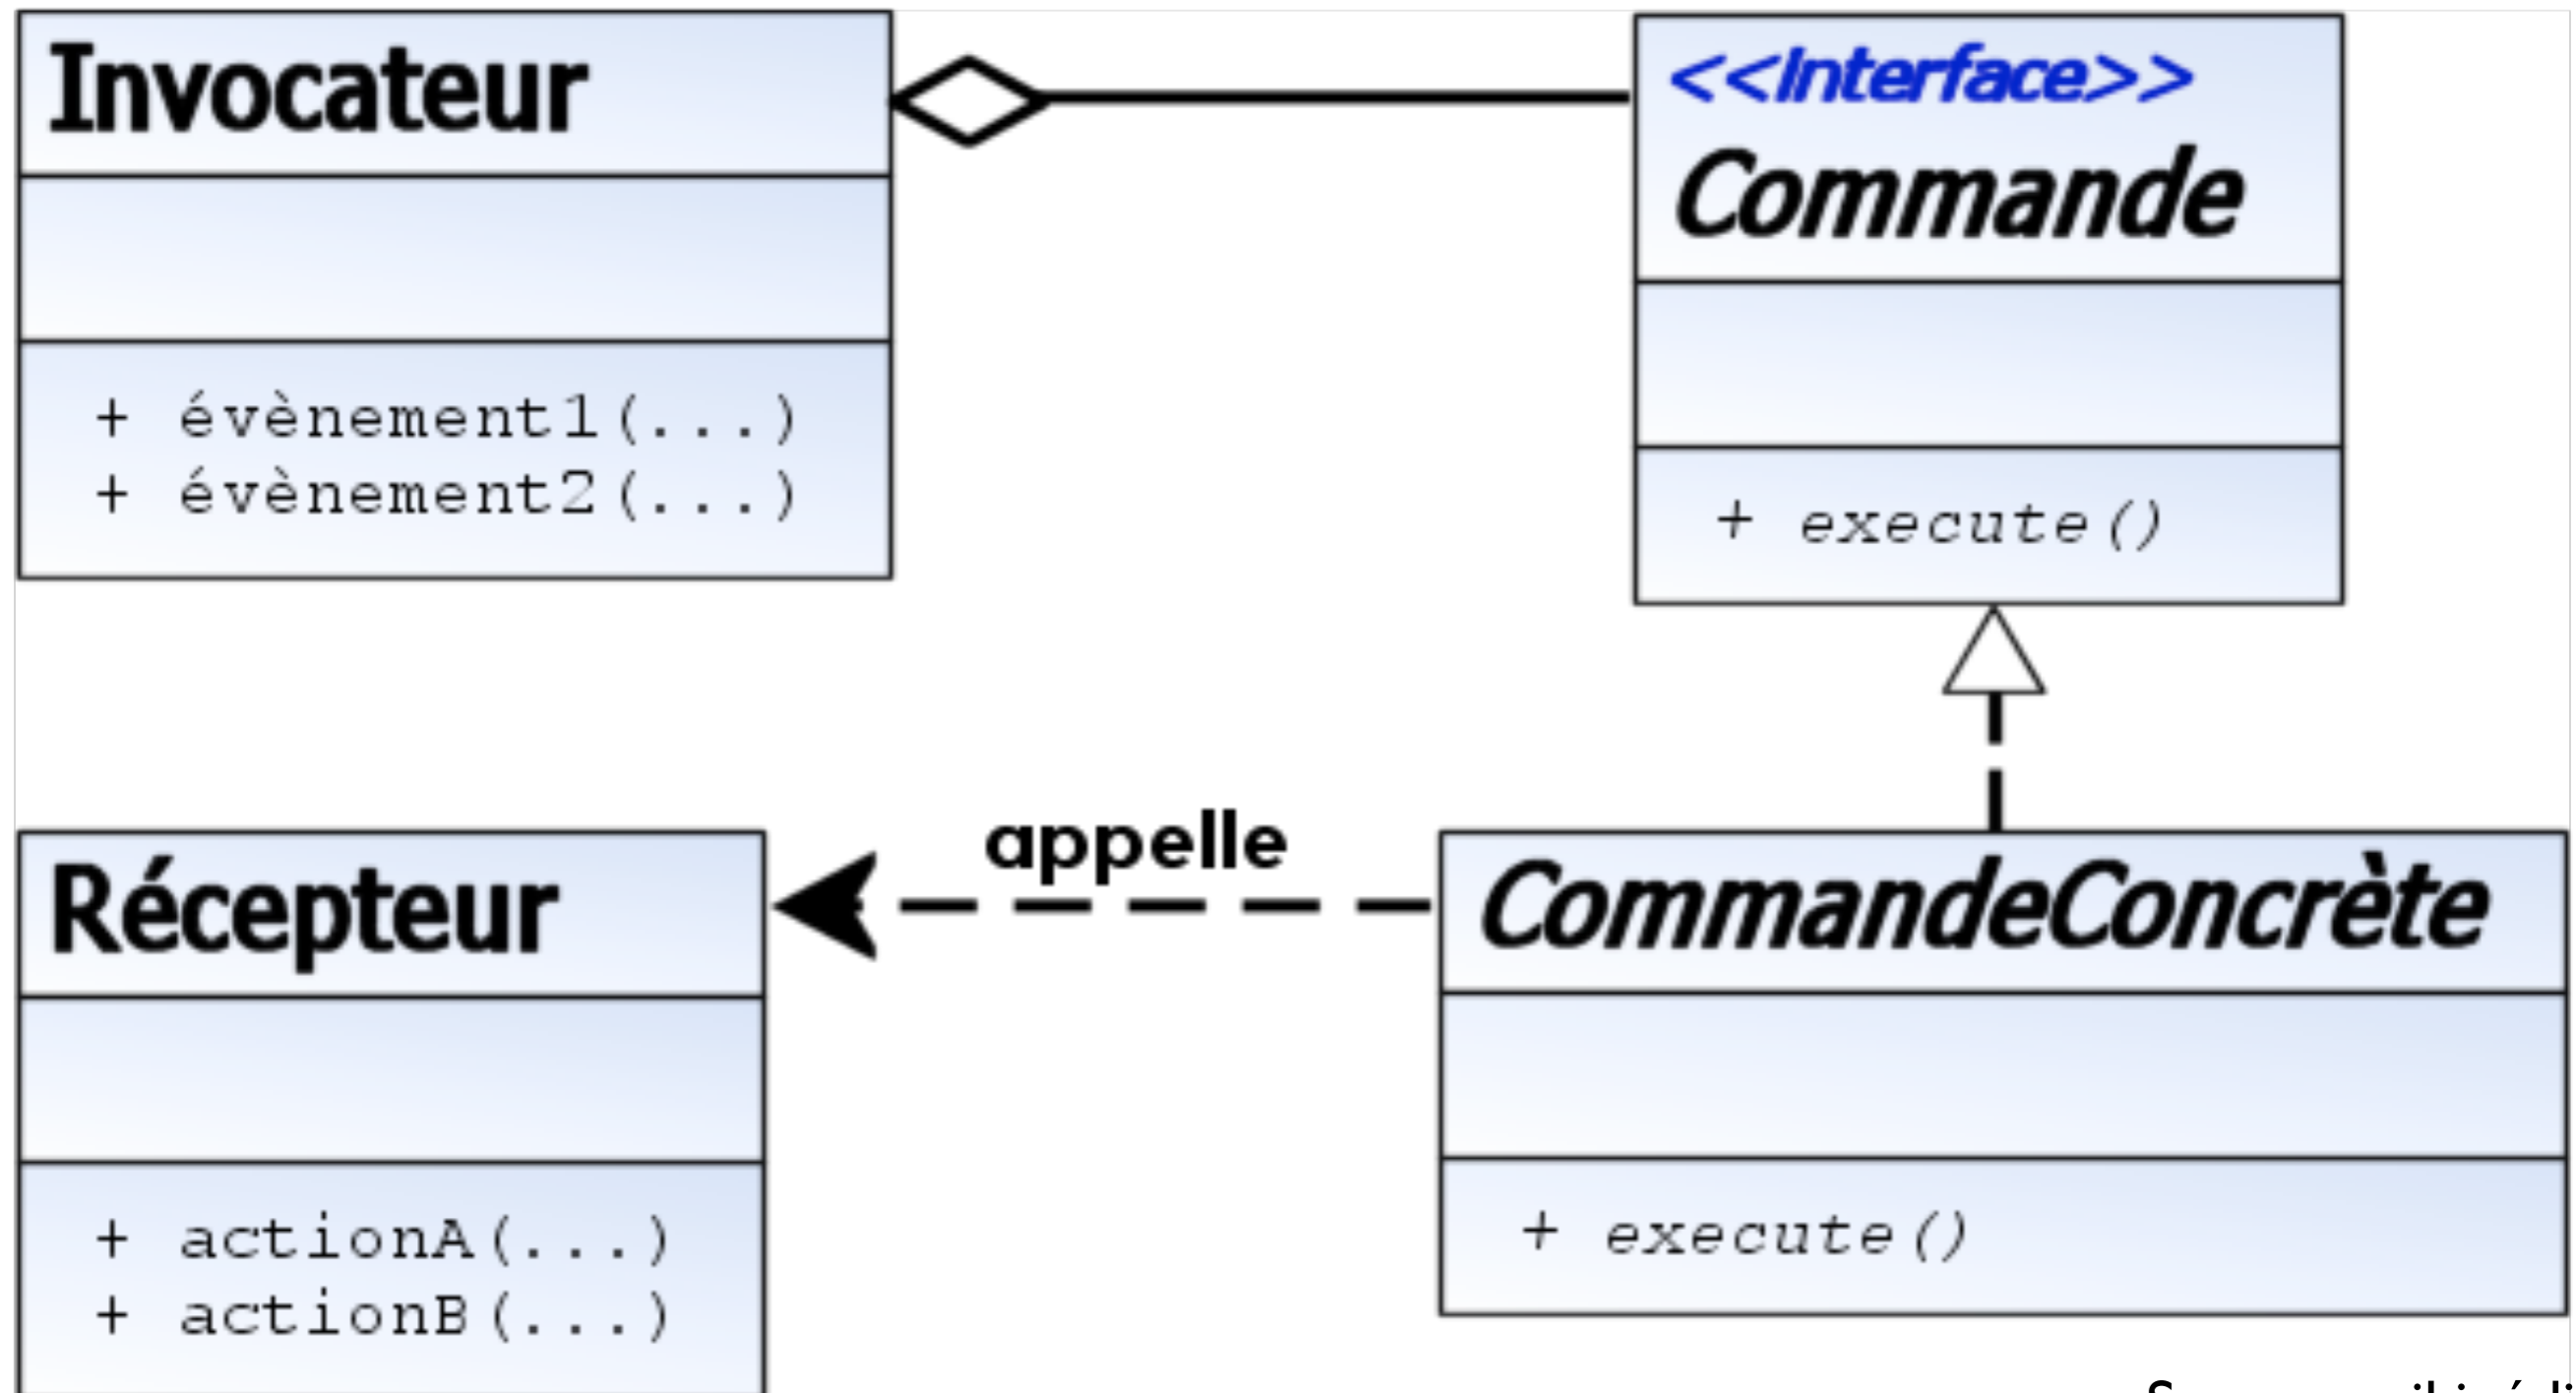 Invocateur
+ évènement1(...)
+ évènement2(...)
<<Interface>>
Commande
+ execute()
appelle
Récepteur
+ actionA(...)
+ actionB(...)
CommandeConcrète
+ execute()